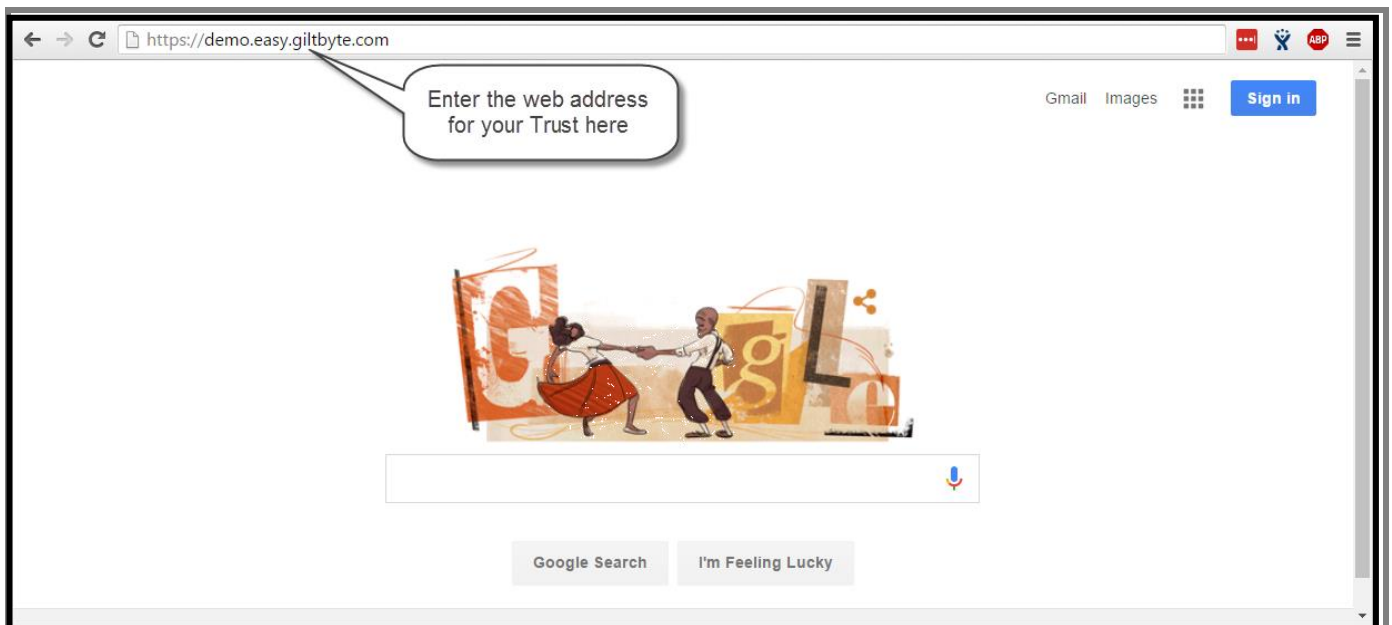 https://demo.easy.giltbyte.com
ABP
Enter the web address
for your Trust here
Gmail Images
Sign in
G gLe
Google Search
I'm Feeling Lucky